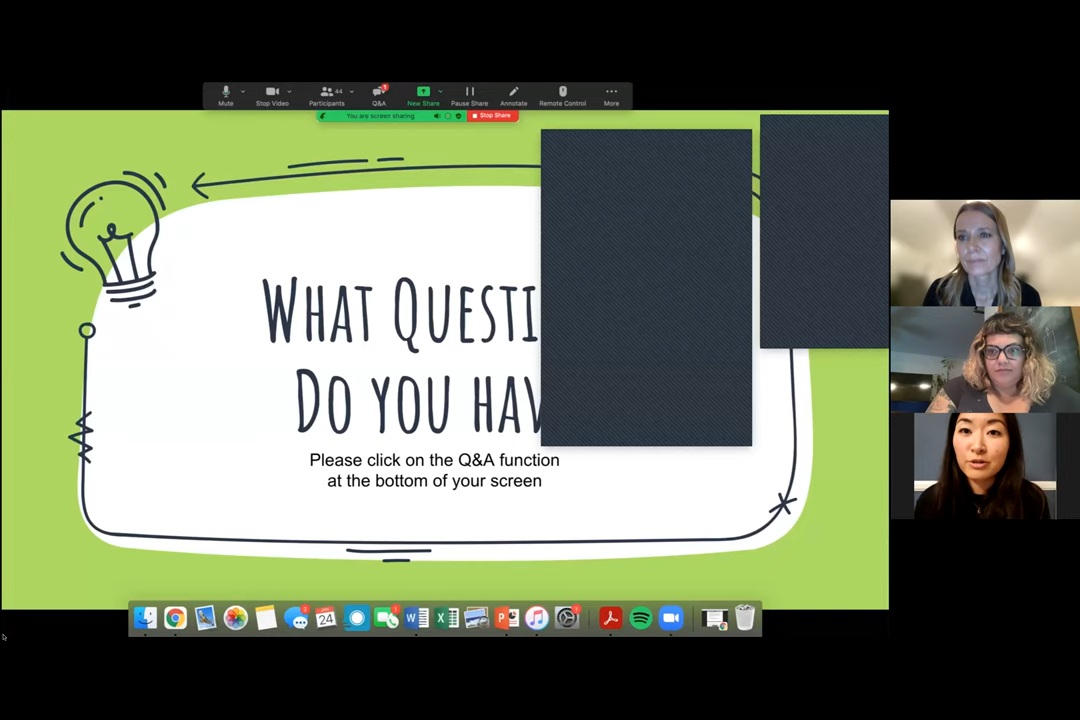 44
1
Mute
Stop Video
Participants
Q&A
New Share
Pause Share
Annotate
Remote Control
More
You are screen sharing
Stop Share
WHAT QUESTI
DO YOU HAV
Please click on the Q&A function
at the bottom of your screen
24